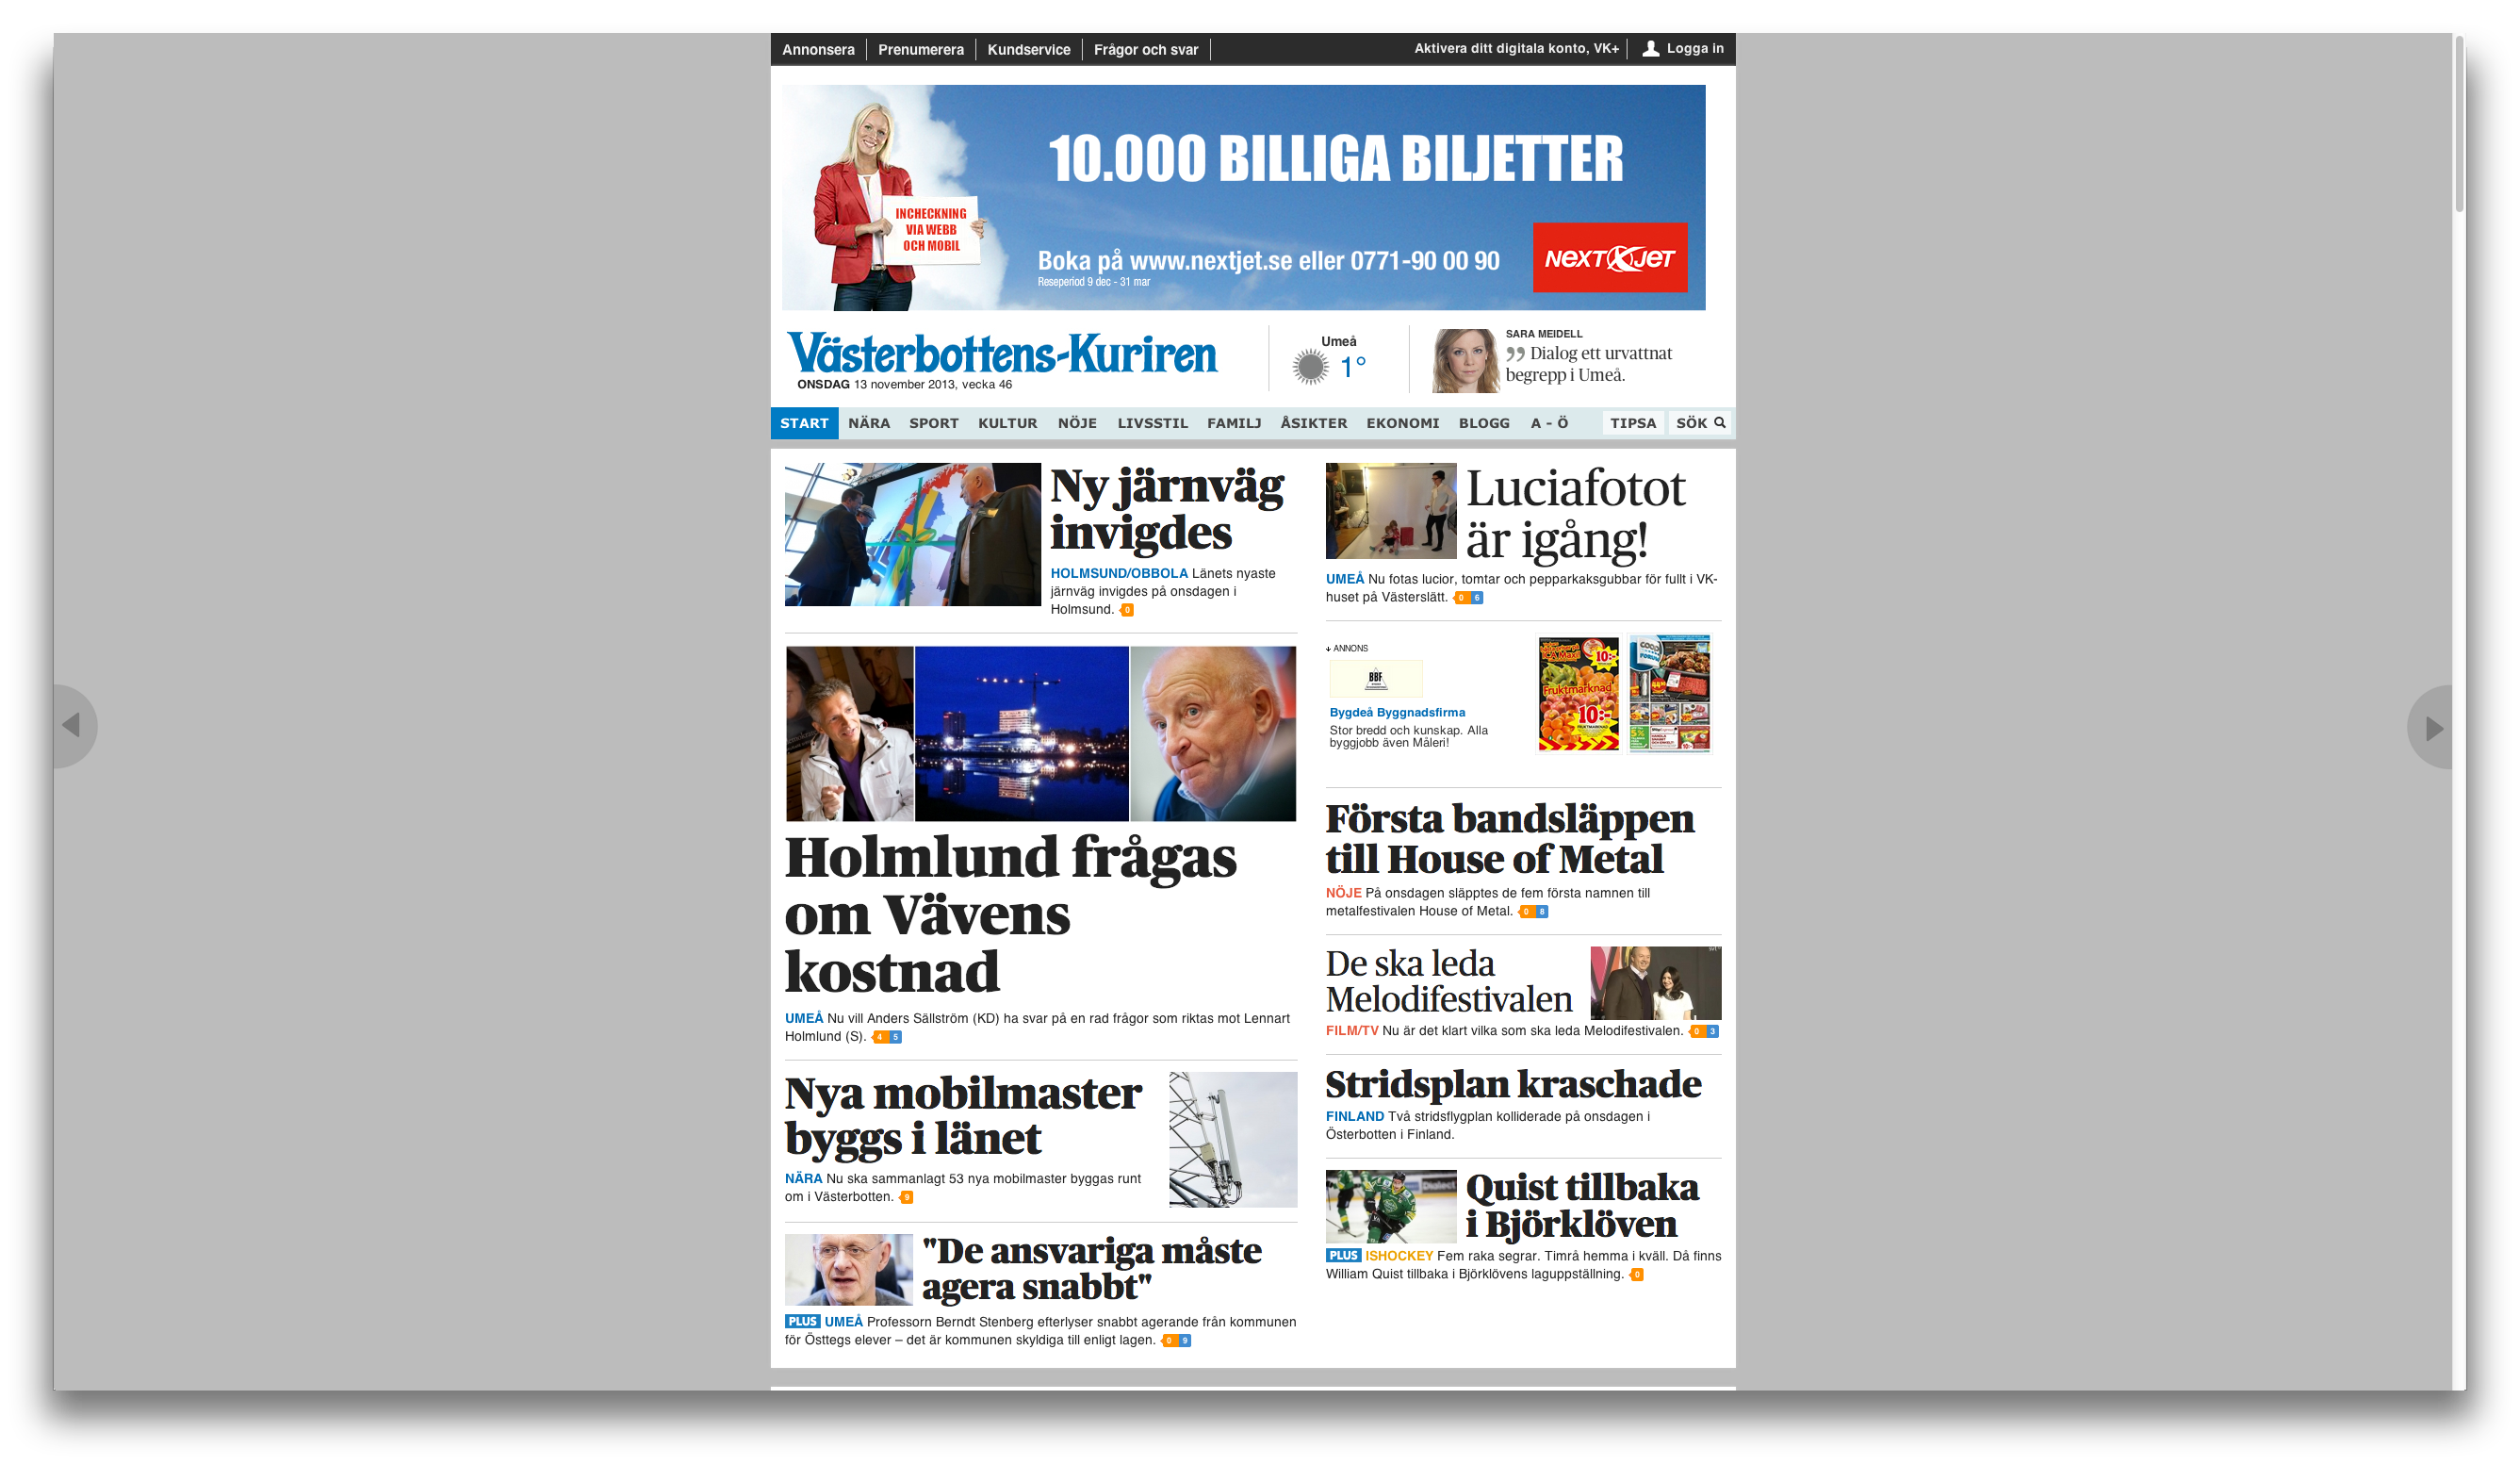 Annonsera
Prenumerera
Kundservice
Frågor och svar
Aktivera ditt digitala konto, VK+
Logga in
10.000 BILLIGA BILJETTER
INCHECKNING
VIA WEBB
OCH MOBIL
Boka på www.nextjet.se eller 0771-90 00 90
Reseperiod 9 dec - 31 mar
NEXTJET
Västerbottens-Kuriren
ONSDAG 13 november 2013, vecka 46
Umeå
1°
SARA MEIDELL
”Dialog ett urvattnat
begrepp i Umeå.
START NÄRA SPORT KULTUR NÖJE LIVSSTIL FAMILJ ÅSIKTER EKONOMI BLOGG A - Ö TIPSA SÖK
Ny järnväg
invigdes
HOLMSUND/OBBOLA Länets nyaste
järnväg invigdes på onsdagen i
Holmsund. 0
Holmlund frågas
om Vävens
kostnad
UMEÅ Nu vill Anders Sällström (KD) ha svar på en rad frågor som riktas mot Lennart
Holmlund (S). 4 5
Nya mobilmaster
byggs i länet
NÄRA Nu ska sammanlagt 53 nya mobilmaster byggas runt
om i Västerbotten. 9
"De ansvariga måste
agera snabbt"
PLUS UMEÅ Professorn Berndt Stenberg efterlyser snabbt agerande från kommunen
för Östtegs elever – det är kommunen skyldiga till enligt lagen. 0 9
Luciafotot
är igång!
UMEÅ Nu fotas lucior, tomtar och pepparkaksgubbar för fullt i VK-
huset på Västerslätt. 0 6
ANNONS
BBF
Bygdeå Byggnadsfirma
Stor bredd och kunskap. Alla
byggjobb även Måleri!
ICA Maxi!
10:-
Fruktmarknad
10:-
COOP
FORUM
5%
Första bandsläppen
till House of Metal
NÖJE På onsdagen släpptes de fem första namnen till
metalfestivalen House of Metal. 0 8
De ska leda
Melodifestivalen
FILM/TV Nu är det klart vilka som ska leda Melodifestivalen. 0 3
Stridsplan kraschade
FINLAND Två stridsflygplan kolliderade på onsdagen i
Österbotten i Finland.
Dialect
Quist tillbaka
i Björklöven
PLUS ISHOCKEY Fem raka segrar. Timrå hemma i kväll. Då finns
William Quist tillbaka i Björklövens laguppställning. 0